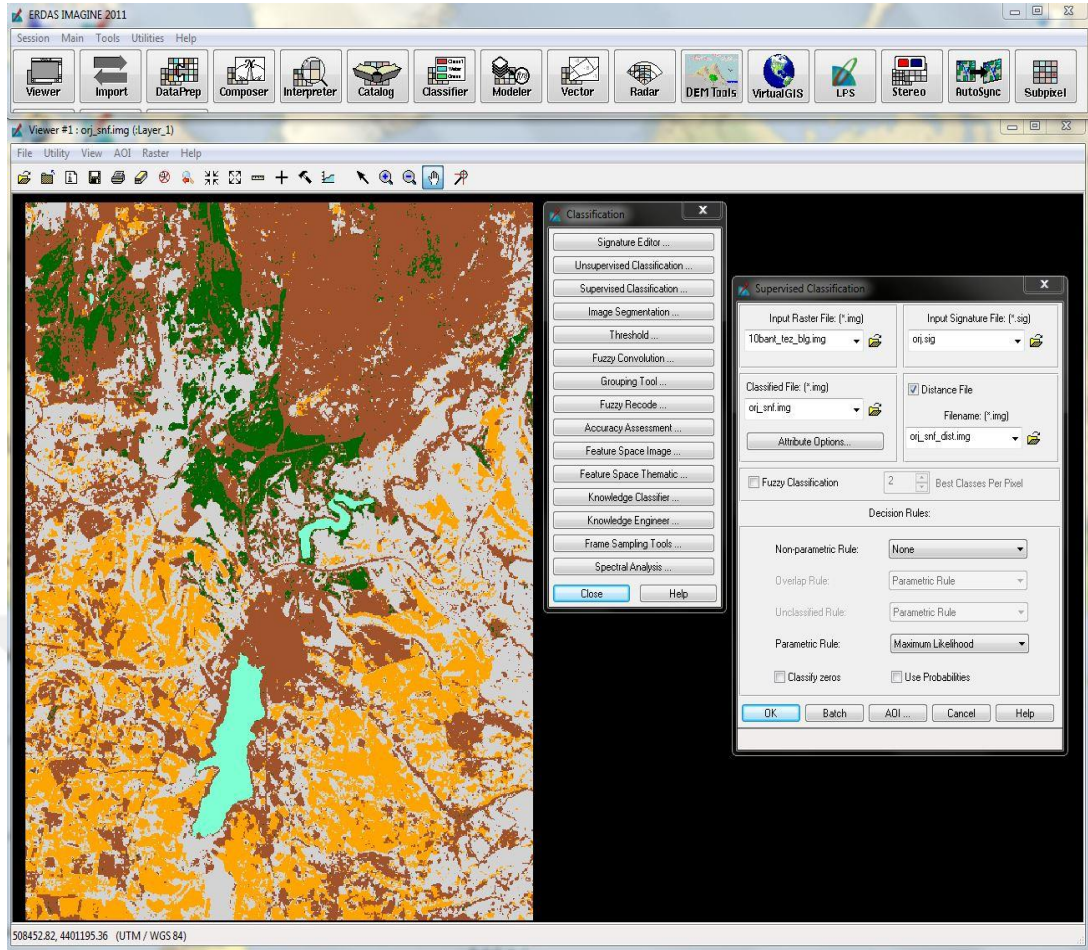 ERDAS IMAGINE 2011
Session Main Tools Utilities Help
Viewer Import DataPrep Composer Interpreter Catalog Classifier Modeler Vector Radar DEM Tools VirtualGIS LPS Stereo AutoSync Subpixel
Viewer #1 : orj_snf.img (:Layer_1)
File Utility View AOI Raster Help
Classification
Signature Editor ...
Unsupervised Classification ...
Supervised Classification ...
Image Segmentation ...
Threshold ...
Fuzzy Convolution ...
Grouping Tool ...
Fuzzy Recode ...
Accuracy Assessment ...
Feature Space Image ...
Feature Space Thematic ...
Knowledge Classifier ...
Knowledge Engineer ...
Frame Sampling Tools ...
Spectral Analysis ...
Close Help
Supervised Classification
Input Raster File: (*.img) Input Signature File: (*.sig)
10bant_tez_blg.img orj.sig
Classified File: (*.img) Distance File
orj_snf.img Filename: (*.img)
Attribute Options... orj_snf_dist.img
Fuzzy Classification 2 Best Classes Per Pixel
Decision Rules:
Non-parametric Rule: None
Overlap Rule: Parametric Rule
Unclassified Rule: Parametric Rule
Parametric Rule: Maximum Likelihood
Classify zeros Use Probabilities
OK Batch AOI ... Cancel Help
508452.82, 4401195.36 (UTM / WGS 84)